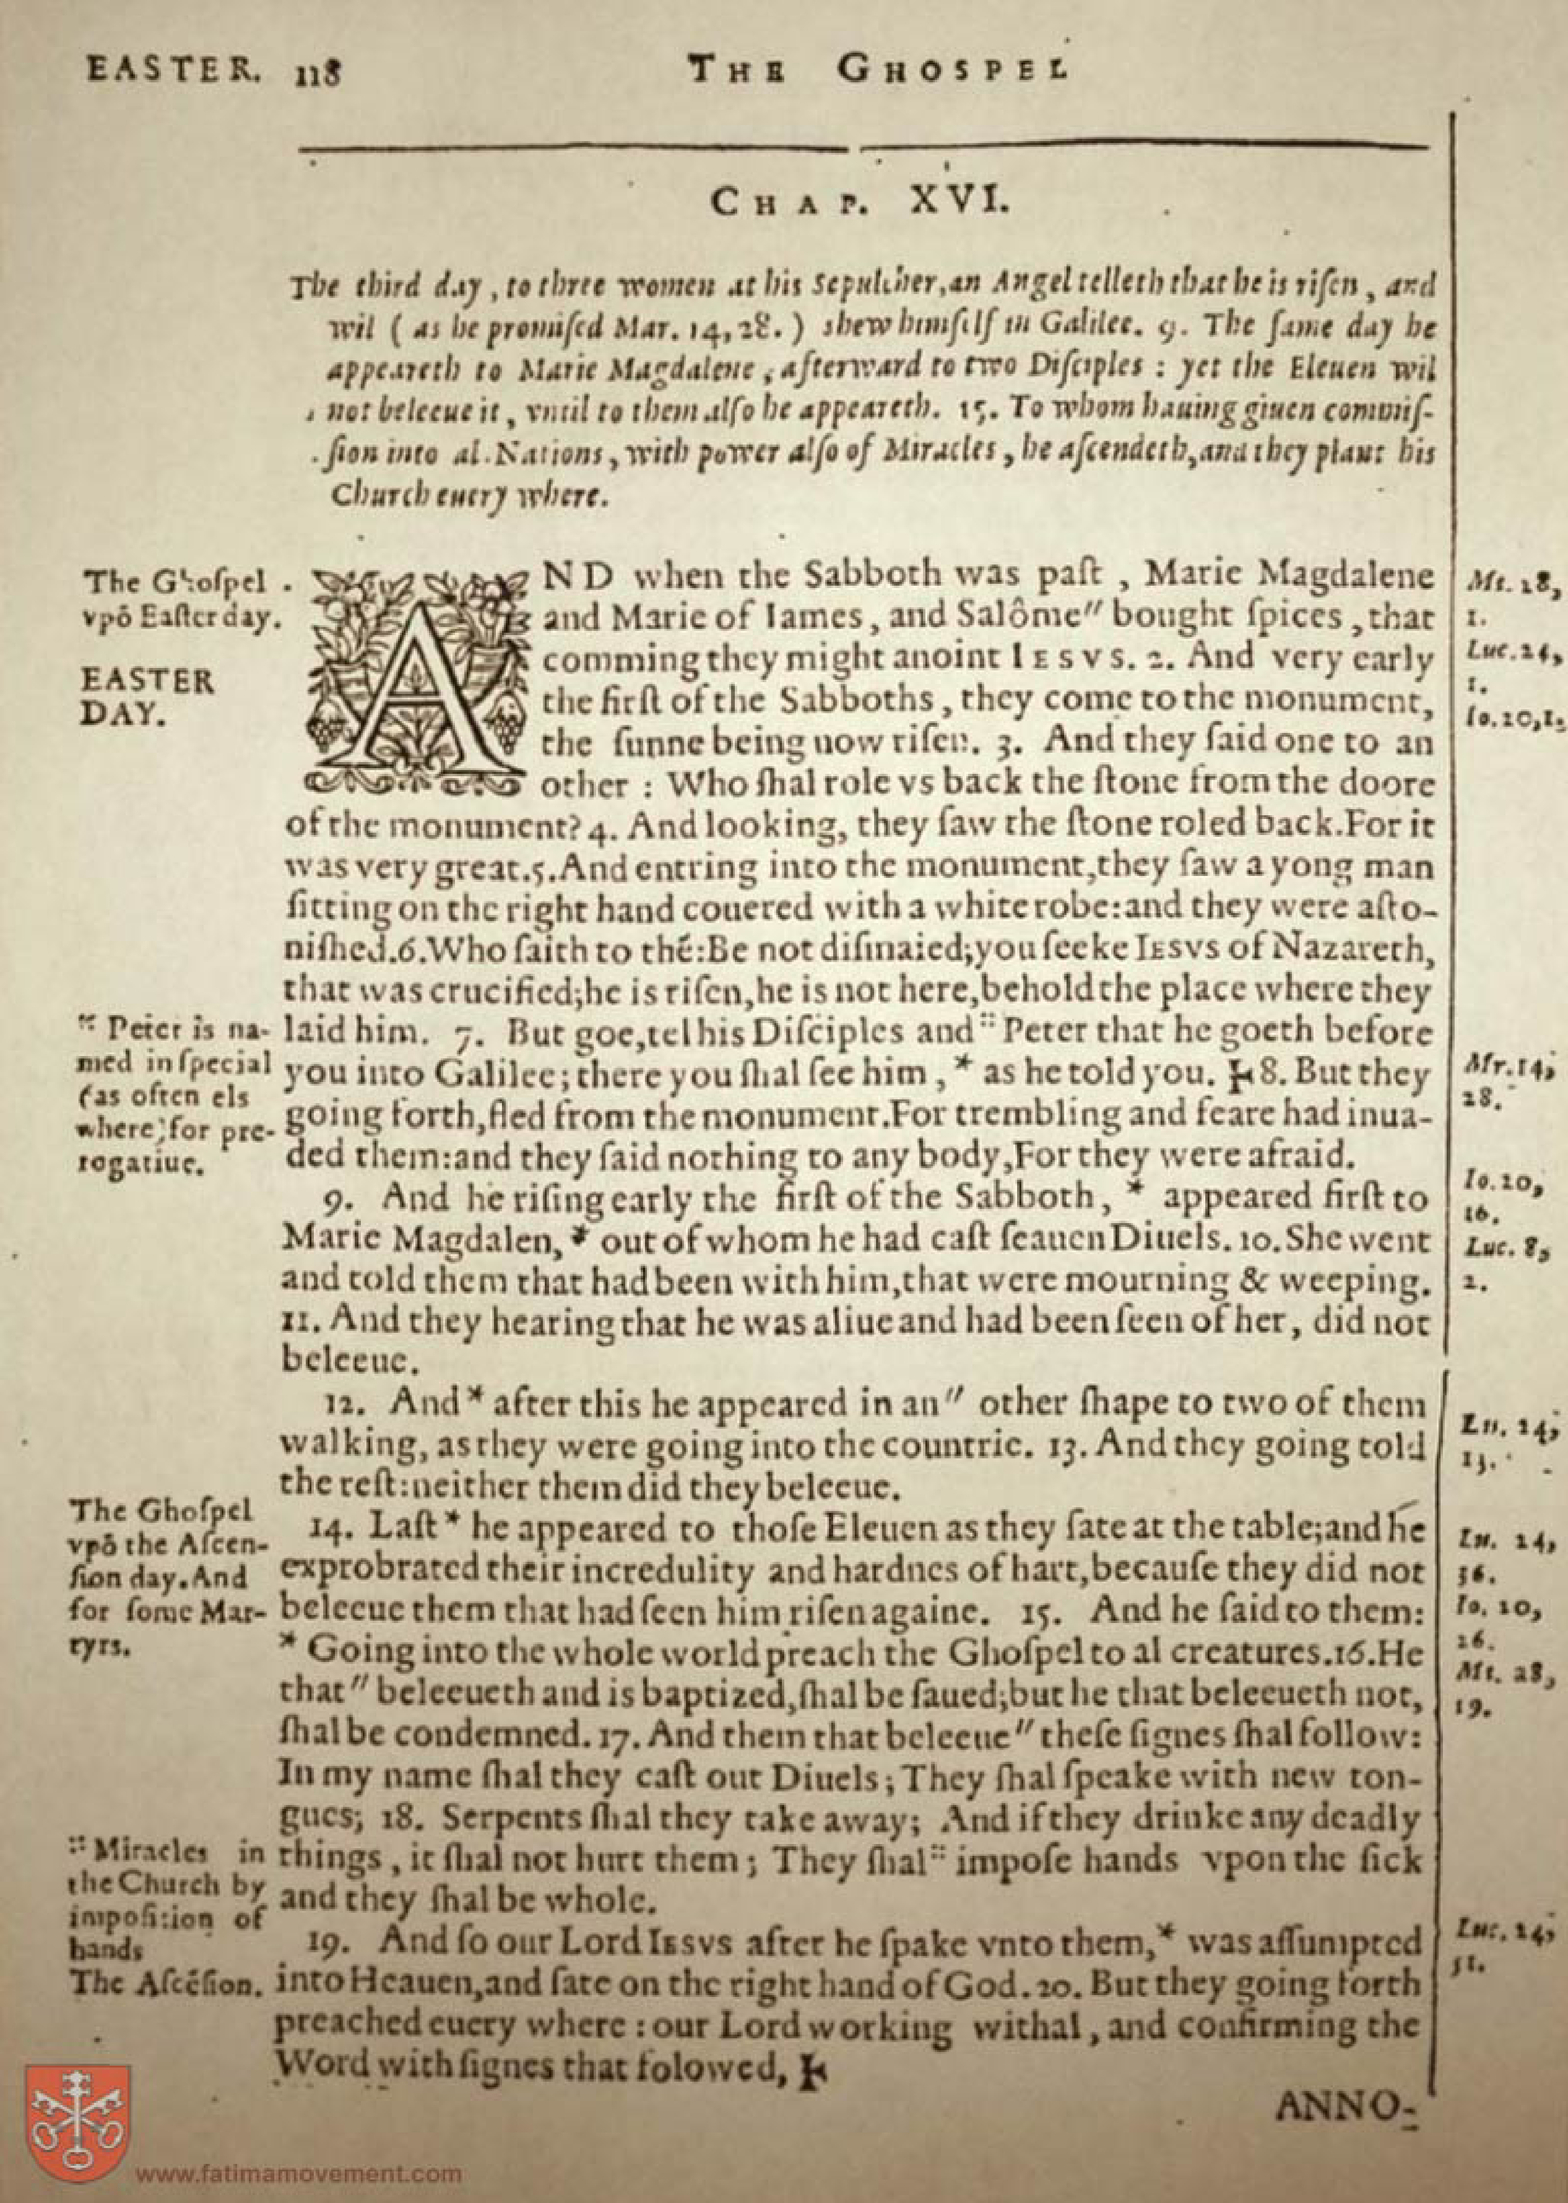 EASTER. 118 THE GHOSPEL
CHAP. XVI.
The third day, to three women at his Sepulcher, an Angel telleth that he is risen, and
wil ( as he promiſed Mar. 14, 28. ) shew himſelf in Galilee. 9. The ſame day he
appeareth to Marie Magdalene, afterward to two Diſciples : yet the Eleuen wil
not beleeue it, vntil to them alſo he appeareth. 15. To whom hauing giuen commiſ-
ſion into al Nations, with power alſo of Miracles, he aſcendeth, and they plant his
Church euery where.
The Ghoſpel
vpō Eaſter day.
EASTER
DAY.
AND when the Sabboth was paſt, Marie Magdalene
and Marie of Iames, and Salôme" bought ſpices, that
comming they might anoint IESVS. 2. And very early
the firſt of the Sabboths, they come to the monument,
the ſunne being now riſen. 3. And they ſaid one to an
other : Who ſhal role vs back the ſtone from the doore
of the monument? 4. And looking, they ſaw the ſtone roled back. For it
was very great. 5. And entring into the monument, they ſaw a yong man
ſitting on the right hand couered with a white robe: and they were aſto-
niſhed. 6. Who ſaith to thē: Be not diſmaied; you ſeeke IESVS of Nazareth,
that was crucified; he is riſen, he is not here, behold the place where they
laid him. 7. But goe, tel his Diſciples and :: Peter that he goeth before
you into Galilee; there you ſhal ſee him, * as he told you. Ⱶ 8. But they
going forth, fled from the monument. For trembling and feare had inua-
ded them: and they ſaid nothing to any body, For they were afraid.
9. And he riſing early the firſt of the Sabboth, * appeared firſt to
Marie Magdalen, * out of whom he had caſt ſeauen Diuels. 10. She went
and told them that had been with him, that were mourning & weeping.
11. And they hearing that he was aliue and had been ſeen of her, did not
beleeue.
12. And * after this he appeared in an" other ſhape to two of them
walking, as they were going into the countrie. 13. And they going told
the reſt: neither them did they beleeue.
14. Laſt * he appeared to thoſe Eleuen as they ſate at the table; and he
exprobrated their incredulity and hardnes of hart, becauſe they did not
beleeue them that had ſeen him riſen againe. 15. And he ſaid to them:
* Going into the whole world preach the Ghoſpel to al creatures. 16. He
that" beleeueth and is baptized, ſhal be ſaued; but he that beleeueth not,
ſhal be condemned. 17. And them that beleeue" theſe ſignes ſhal follow:
In my name ſhal they caſt out Diuels; They ſhal ſpeake with new ton-
gues; 18. Serpents ſhal they take away; And if they drinke any deadly
things, it ſhal not hurt them; They ſhal :: impoſe hands vpon the ſick
and they ſhal be whole.
19. And ſo our Lord IESVS after he ſpake vnto them, * was aſſumpted
into Heauen, and ſate on the right hand of God. 20. But they going forth
preached euery where : our Lord working withal, and confirming the
Word with ſignes that folowed, Ⱶ
ANNO-
:: Peter is na-
med in ſpecial
(as often els
where) for pre-
rogatiue.
The Ghoſpel
vpō the Aſcen-
ſion day. And
for ſome Mar-
tyrs.
:: Miracles in
the Church by
impoſition of
hands
The Aſcēſion.
Mt. 28,
1.
Luc. 24,
1.
Io. 20, 1.
Mr. 14,
28.
Io. 20,
16.
Luc. 8,
2.
Lu. 24,
13.
Lu. 24,
36.
Io. 20,
26.
Mt. 28,
19.
Luc. 24,
51.
www.fatimamovement.com